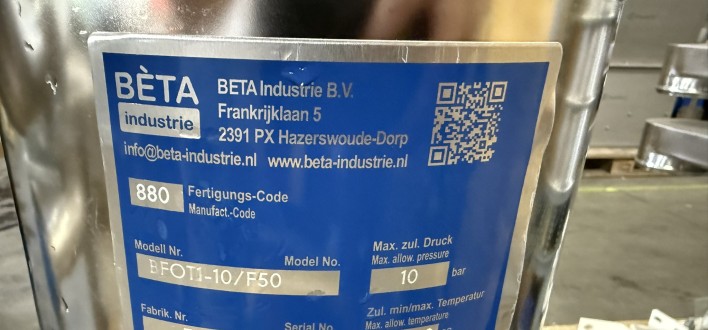 BÈTA
industrie
BETA Industrie B.V.
Frankrijklaan 5
2391 PX Hazerswoude-Dorp
info@beta-industrie.nl www.beta-industrie.nl
880 Fertigungs-Code
Manufact.-Code
Modell Nr. Model No.
BFOT1-10/F50
Max. zul. Druck
Max. allow. pressure
10 bar
Fabrik. Nr. Serial No.
Zul. min/max. Temperatur
Max. allow. temperature